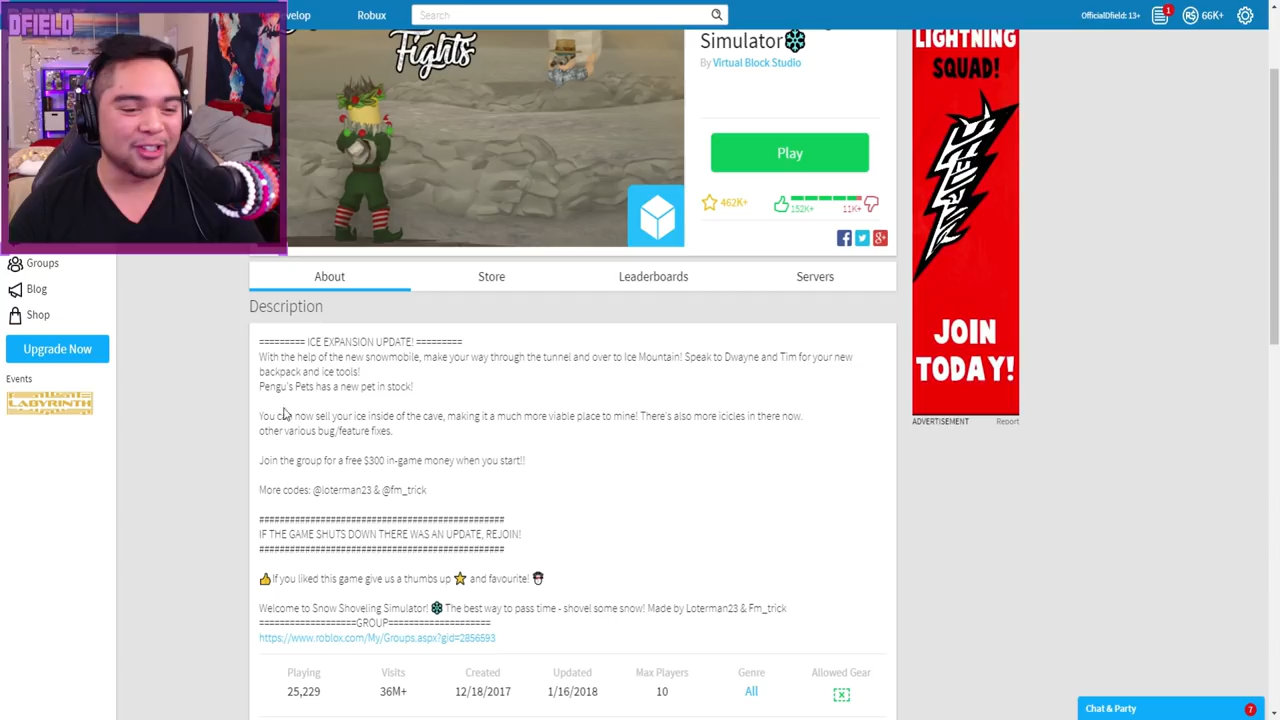 DFIELD
evelop
Robux
Search
OfficialDfield: 13+
1
66K+
Fights
Simulator
By Virtual Block Studio
Play
462K+
152K+
11K+
LIGHTNING
SQUAD!
JOIN
TODAY!
ADVERTISEMENT
Report
Groups
Blog
Shop
Upgrade Now
Events
LABYRINTH
About
Store
Leaderboards
Servers
Description
========= ICE EXPANSION UPDATE! =========
With the help of the new snowmobile, make your way through the tunnel and over to Ice Mountain! Speak to Dwayne and Tim for your new
backpack and ice tools!
Pengu's Pets has a new pet in stock!
You can now sell your ice inside of the cave, making it a much more viable place to mine! There's also more icicles in there now.
other various bug/feature fixes.
Join the group for a free $300 in-game money when you start!!
More codes: @loterman23 & @fm_trick
##############################################
IF THE GAME SHUTS DOWN THERE WAS AN UPDATE, REJOIN!
##############################################
If you liked this game give us a thumbs up and favourite!
Welcome to Snow Shoveling Simulator! The best way to pass time - shovel some snow! Made by Loterman23 & Fm_trick
===================GROUP====================
https://www.roblox.com/My/Groups.aspx?gid=2856593
Playing
Visits
Created
Updated
Max Players
Genre
Allowed Gear
25,229
36M+
12/18/2017
1/16/2018
10
All
Chat & Party
7